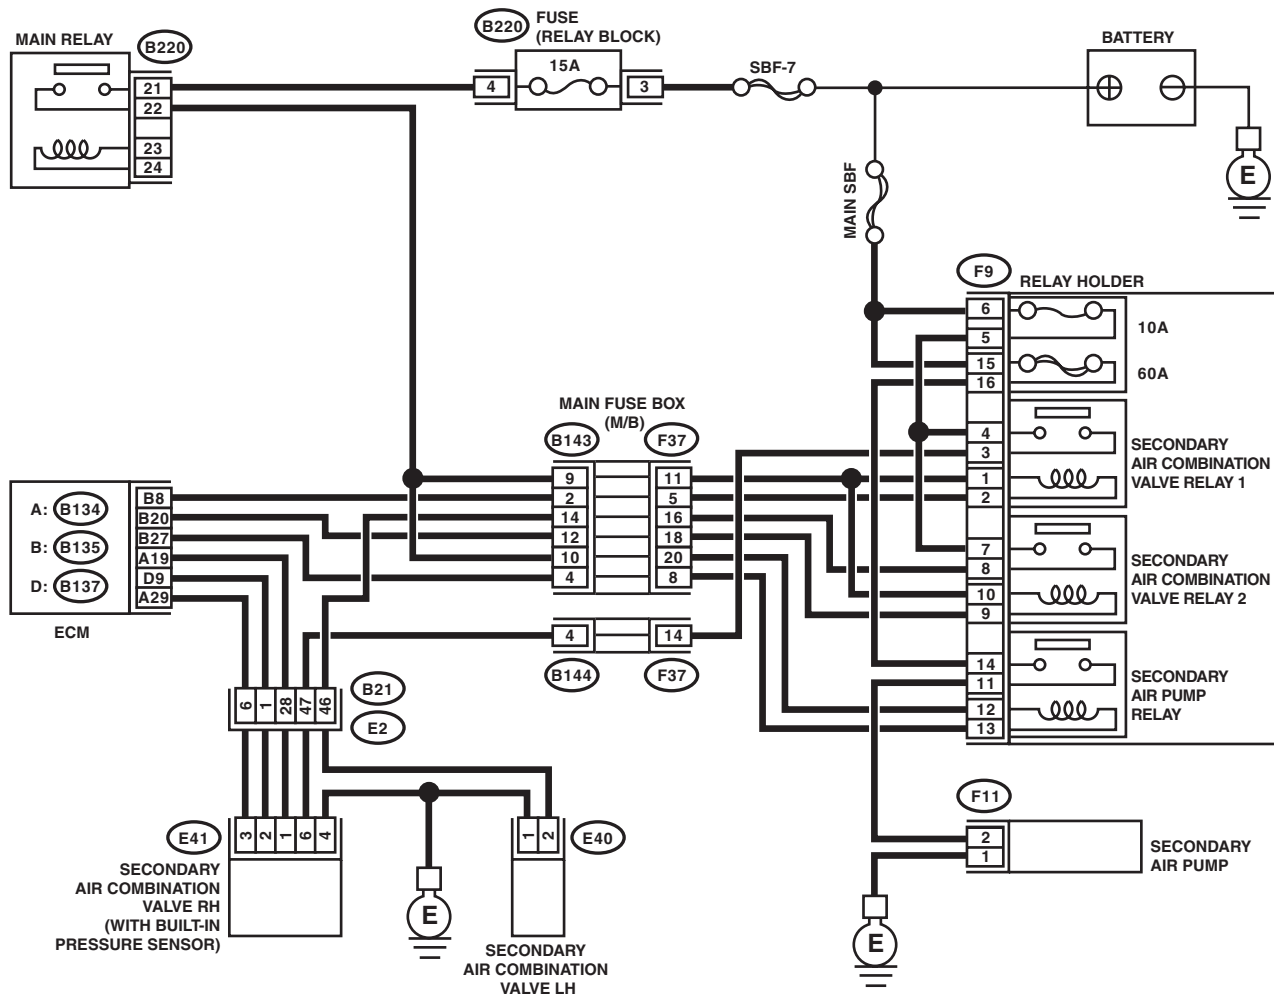 MAIN RELAY
B220
21
22
23
24
B220
FUSE
(RELAY BLOCK)
15A
4
3
SBF-7
BATTERY
E
MAIN SBF
F9
RELAY HOLDER
6
5
15
16
10A
60A
4
3
1
2
SECONDARY
AIR COMBINATION
VALVE RELAY 1
7
8
10
9
SECONDARY
AIR COMBINATION
VALVE RELAY 2
14
11
12
13
SECONDARY
AIR PUMP
RELAY
MAIN FUSE BOX
(M/B)
B143
F37
9
11
2
5
14
16
12
18
10
20
4
8
4
14
B144
F37
A: B134
B: B135
D: B137
B8
B20
B27
A19
D9
A29
ECM
6
1
28
47
46
B21
E2
E41
3
2
1
6
4
SECONDARY
AIR COMBINATION
VALVE RH
(WITH BUILT-IN
PRESSURE SENSOR)
E
1
2
E40
SECONDARY
AIR COMBINATION
VALVE LH
F11
2
1
SECONDARY
AIR PUMP
E